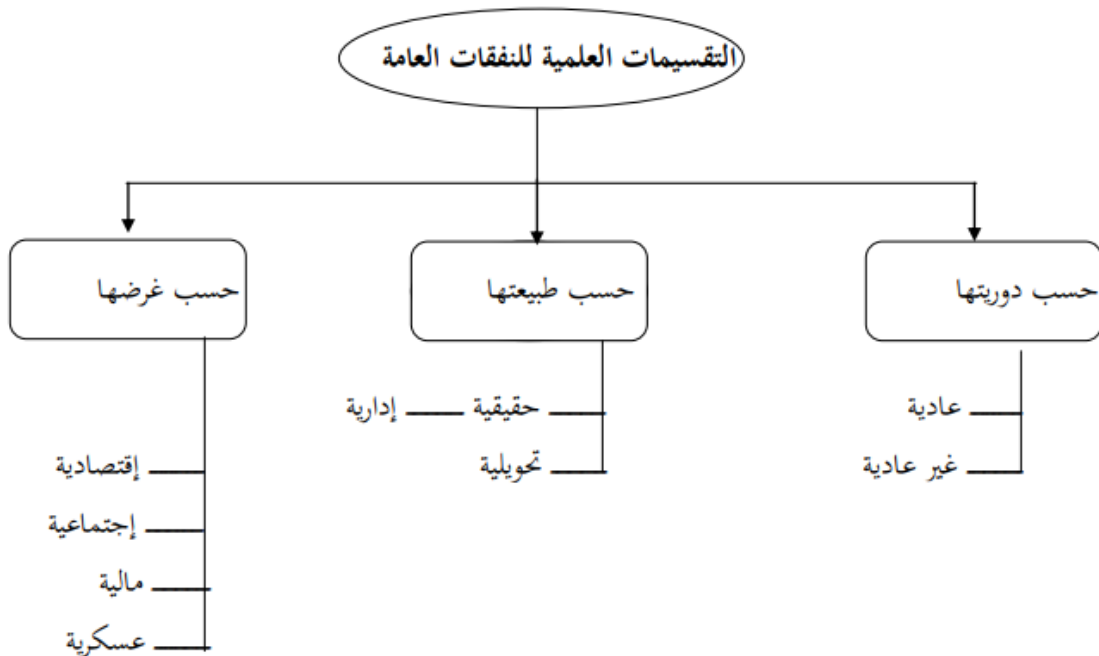 التقسيمات العلمية للنفقات العامة
حسب دوريتها
عادية
غير عادية
حسب طبيعتها
حقيقية إدارية
تحويلية
حسب غرضها
إقتصادية
إجتماعية
مالية
عسكرية